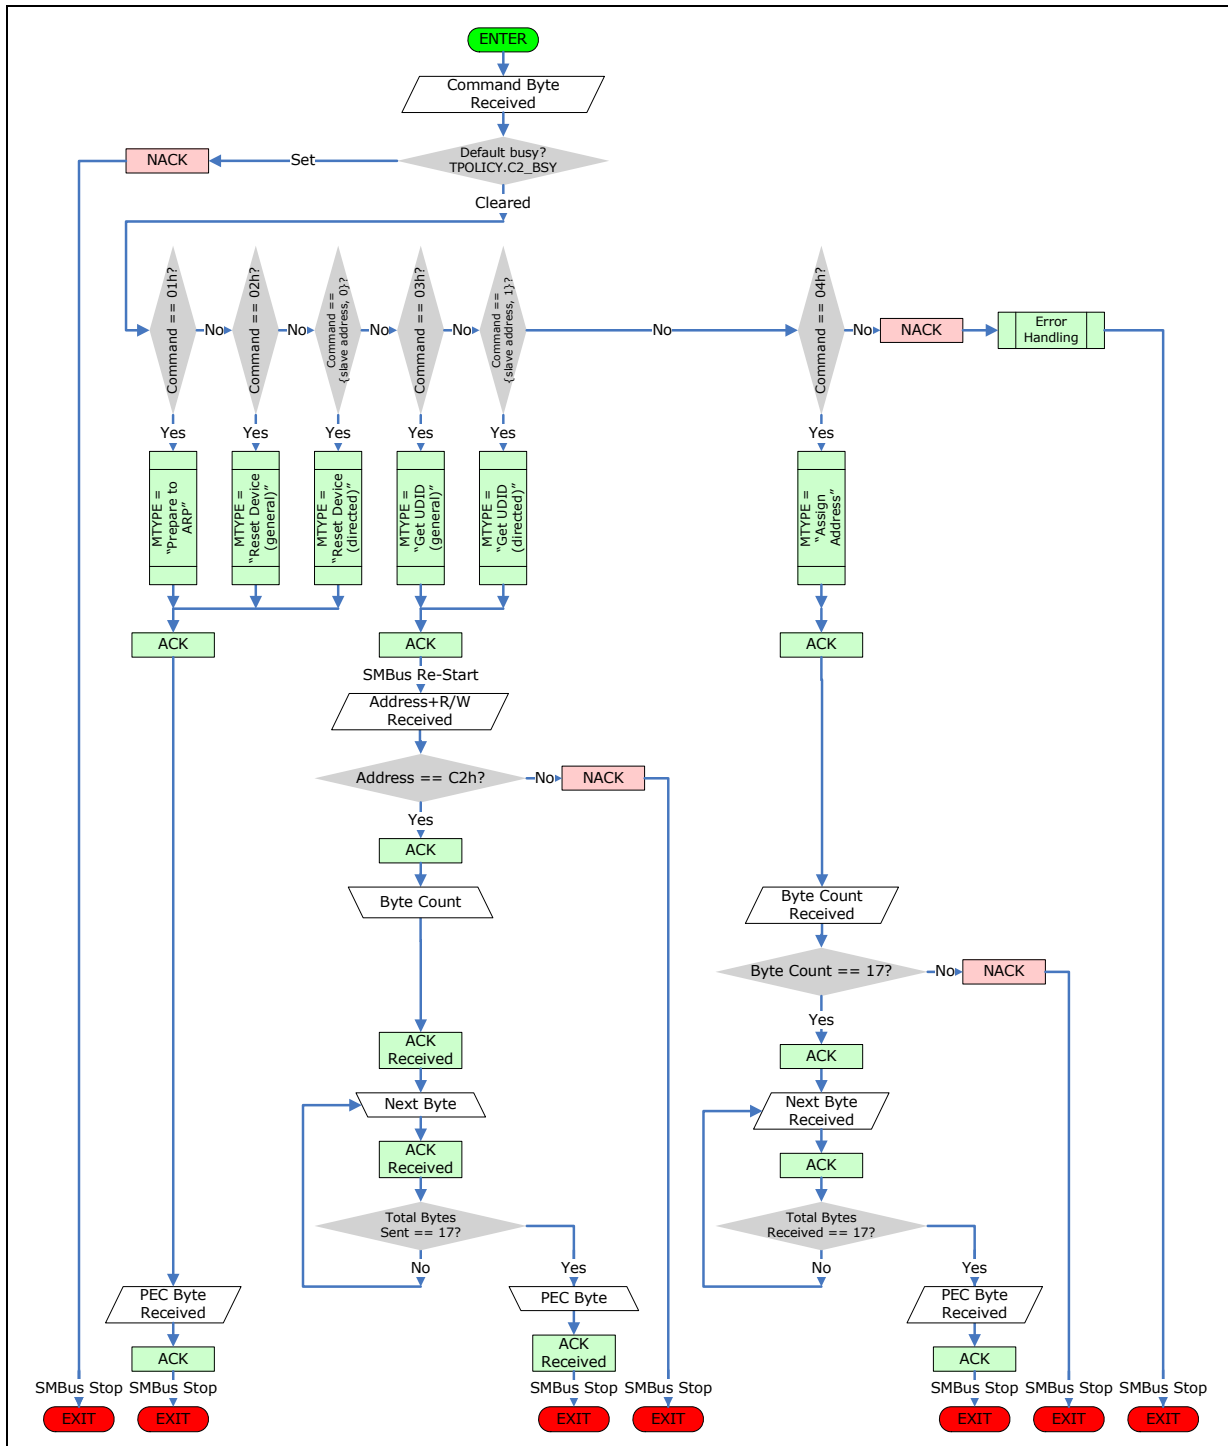 ENTER
Command Byte
Received
Default busy?
TPOLICY.C2_BSY
Set
NACK
Cleared
Command == 01h?
No
Command == 02h?
No
Command ==
{slave address, 0}?
No
Command == 03h?
No
Command ==
{slave address, 1}?
No
Command == 04h?
No
NACK
Error
Handling
Yes
Yes
Yes
Yes
Yes
Yes
MTYPE =
“Prepare to
ARP”
MTYPE =
“Reset Device
(general)”
MTYPE =
“Reset Device
(directed)”
MTYPE =
“Get UDID
(general)”
MTYPE =
“Get UDID
(directed)”
MTYPE =
“Assign
Address”
ACK
ACK
ACK
SMBus Re-Start
Address+R/W
Received
Address == C2h?
No
NACK
Yes
ACK
Byte Count
Byte Count
Received
Byte Count == 17?
No
NACK
Yes
ACK
Received
ACK
Next Byte
Next Byte
Received
ACK
Received
ACK
Total Bytes
Sent == 17?
Total Bytes
Received == 17?
No
Yes
No
Yes
PEC Byte
Received
PEC Byte
PEC Byte
Received
ACK
ACK
Received
ACK
SMBus Stop
SMBus Stop
SMBus Stop
SMBus Stop
SMBus Stop
SMBus Stop
SMBus Stop
EXIT
EXIT
EXIT
EXIT
EXIT
EXIT
EXIT